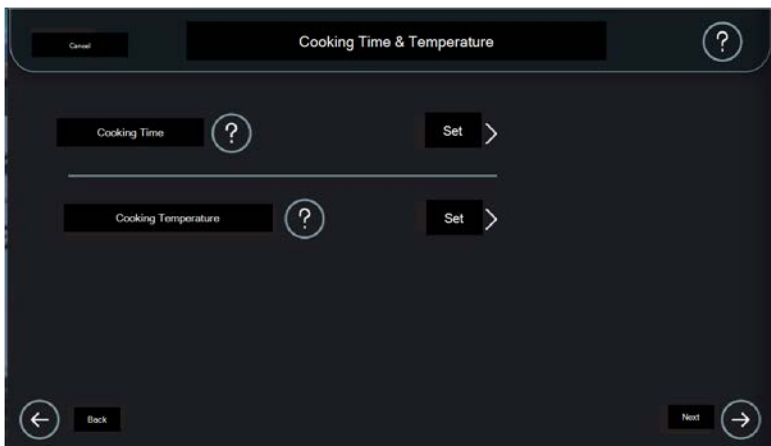 Cancel
Cooking Time & Temperature
?
Cooking Time
?
Set
Cooking Temperature
?
Set
Back
Next